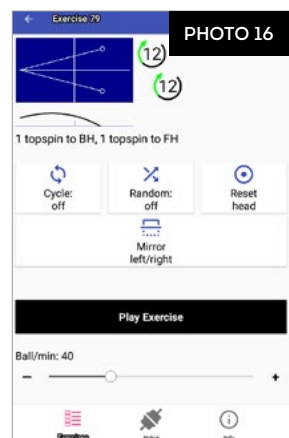 Exercise 79
PHOTO 16
12
12
1 topspin to BH, 1 topspin to FH
Cycle:
off
Random:
off
Reset
head
Mirror
left/right
Play Exercise
Ball/min: 40
− +